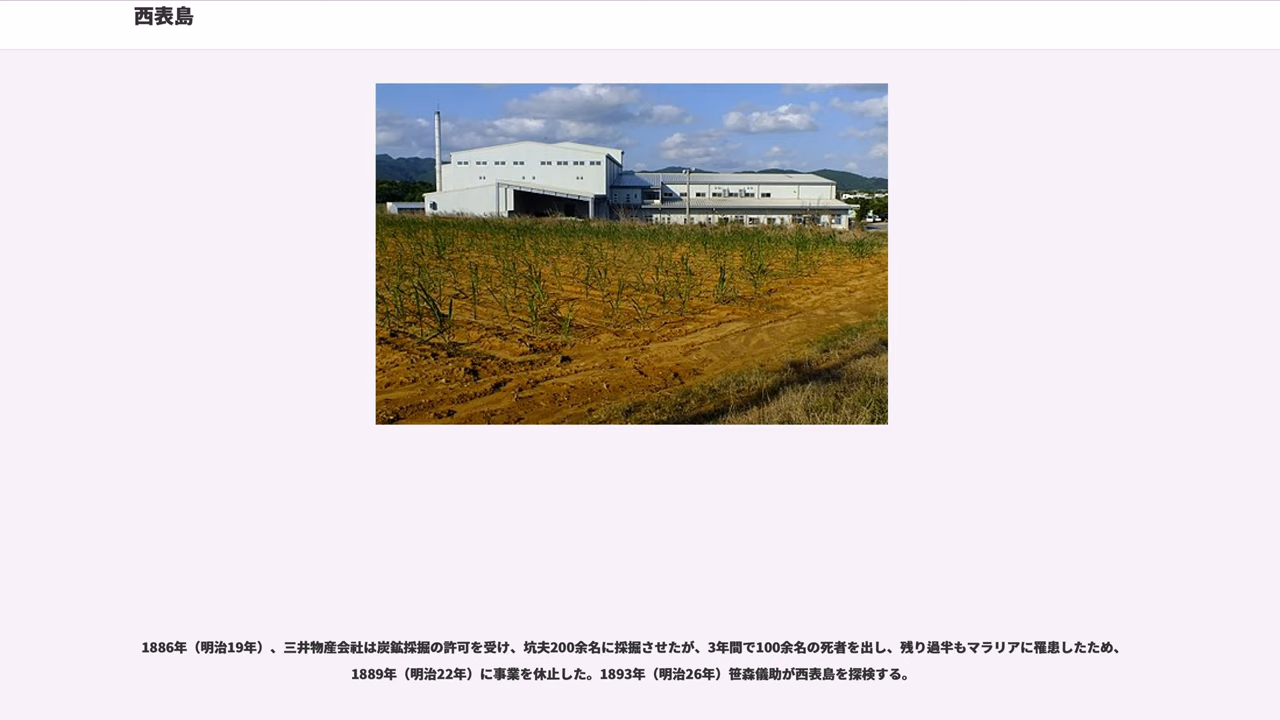 西表島
1886年（明治19年）、三井物産会社は炭鉱採掘の許可を受け、坑夫200余名に採掘させたが、3年間で100余名の死者を出し、残り過半もマラリアに罹患したため、
1889年（明治22年）に事業を休止した。1893年（明治26年）笹森儀助が西表島を探検する。